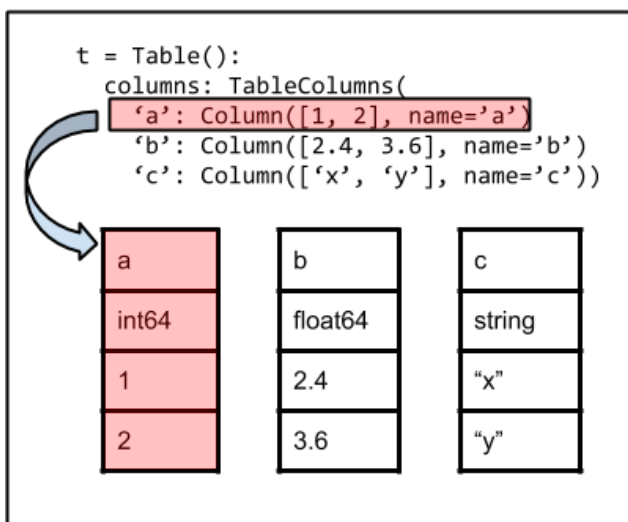 t = Table():
columns: TableColumns(
‘a’: Column([1, 2], name=’a’)
‘b’: Column([2.4, 3.6], name=’b’)
‘c’: Column([‘x’, ‘y’], name=’c’))
a b c
int64 float64 string
1 2.4 “x”
2 3.6 “y”